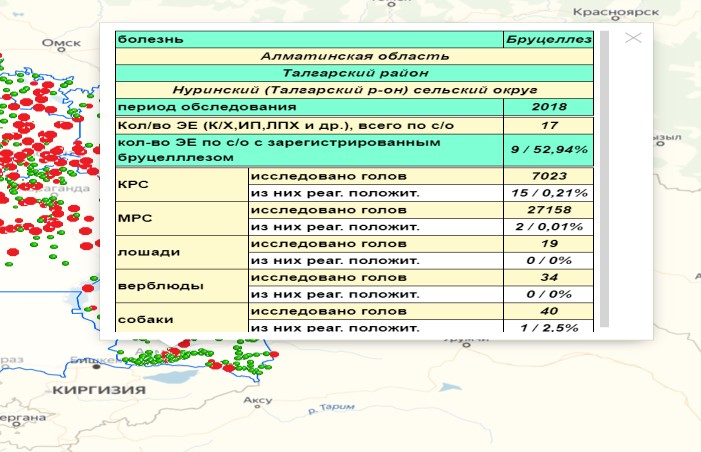 Красноярск
Омск
болезнь Бруцеллез
Алматинская область
Талгарский район
Нуринский (Талгарский р-он) сельский округ
период обследования 2018
Кол/во ЭЕ (К/Х,ИП,ЛПХ и др.), всего по с/о 17
кол-во ЭЕ по с/о с зарегистрированным
бруцелллезом 9 / 52,94%
КРС исследовано голов 7023
из них реаг. положит. 15 / 0,21%
МРС исследовано голов 27158
из них реаг. положит. 2 / 0,01%
лошади исследовано голов 19
из них реаг. положит. 0 / 0%
верблюды исследовано голов 34
из них реаг. положит. 0 / 0%
собаки исследовано голов 40
из них реаг. положит. 1 / 2.5%
КИРГИЗИЯ
Аксу
р. Тарим